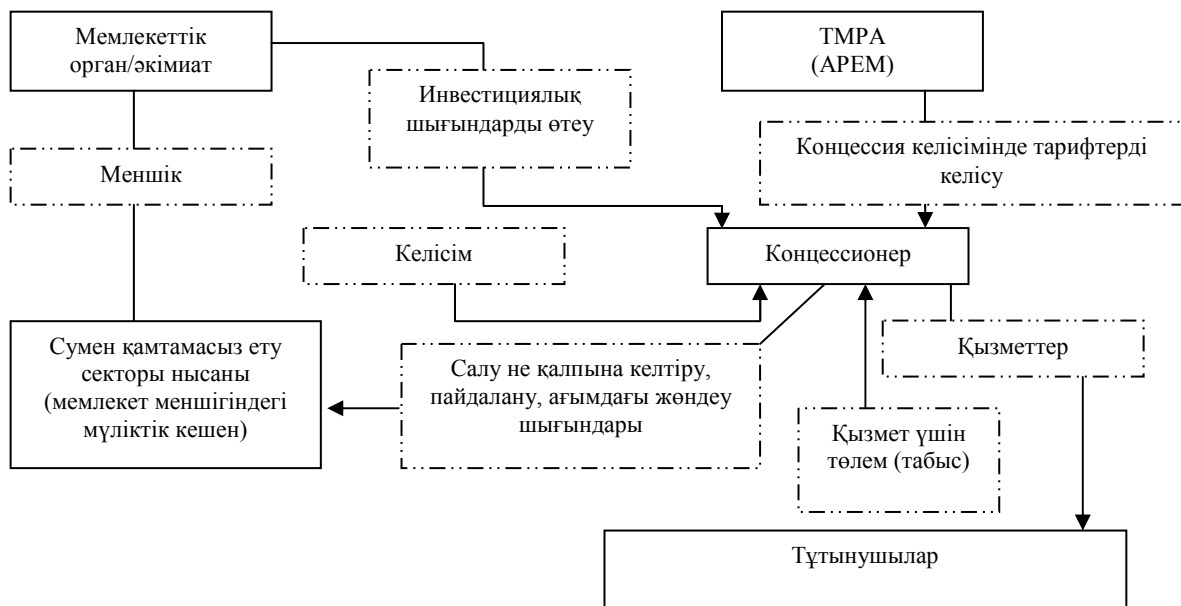 Мемлекеттік
орган/әкімиат
ТМРА
(АРЕМ)
Инвестициялық
шығындарды өтеу
Концессия келісімінде тарифтерді
келісу
Меншік
Келісім
Концессионер
Сумен қамтамасыз ету
секторы нысаны
(мемлекет меншігіндегі
мүліктік кешен)
Салу не қалпына келтіру,
пайдалану, ағымдағы жөндеу
шығындары
Қызметтер
Қызмет үшін
төлем (табыс)
Тұтынушылар